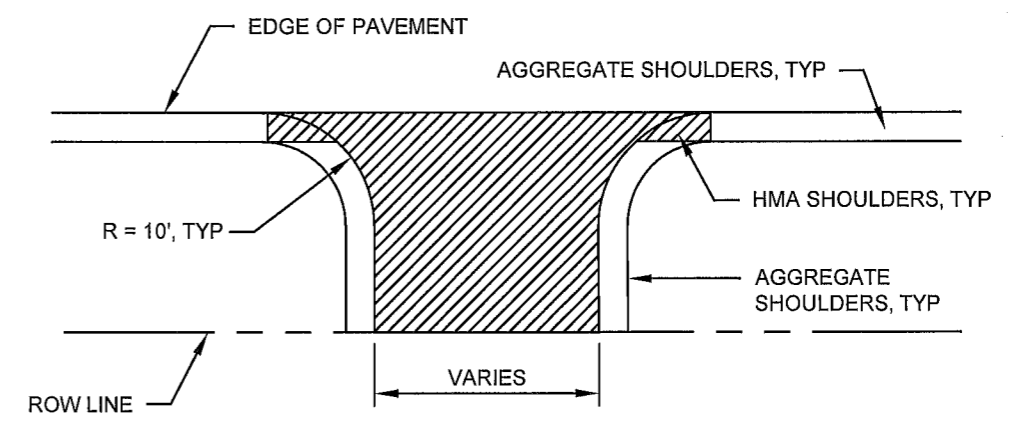 EDGE OF PAVEMENT
AGGREGATE SHOULDERS, TYP
HMA SHOULDERS, TYP
R = 10', TYP
AGGREGATE
SHOULDERS, TYP
VARIES
ROW LINE